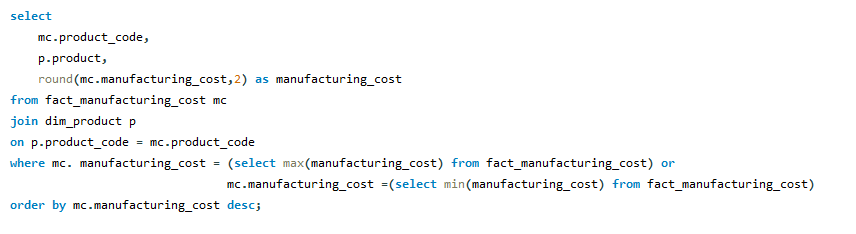 select
    mc.product_code,
    p.product,
    round(mc.manufacturing_cost,2) as manufacturing_cost
from fact_manufacturing_cost mc
join dim_product p
on p.product_code = mc.product_code
where mc. manufacturing_cost = (select max(manufacturing_cost) from fact_manufacturing_cost) or
                              mc.manufacturing_cost =(select min(manufacturing_cost) from fact_manufacturing_cost)
order by mc.manufacturing_cost desc;